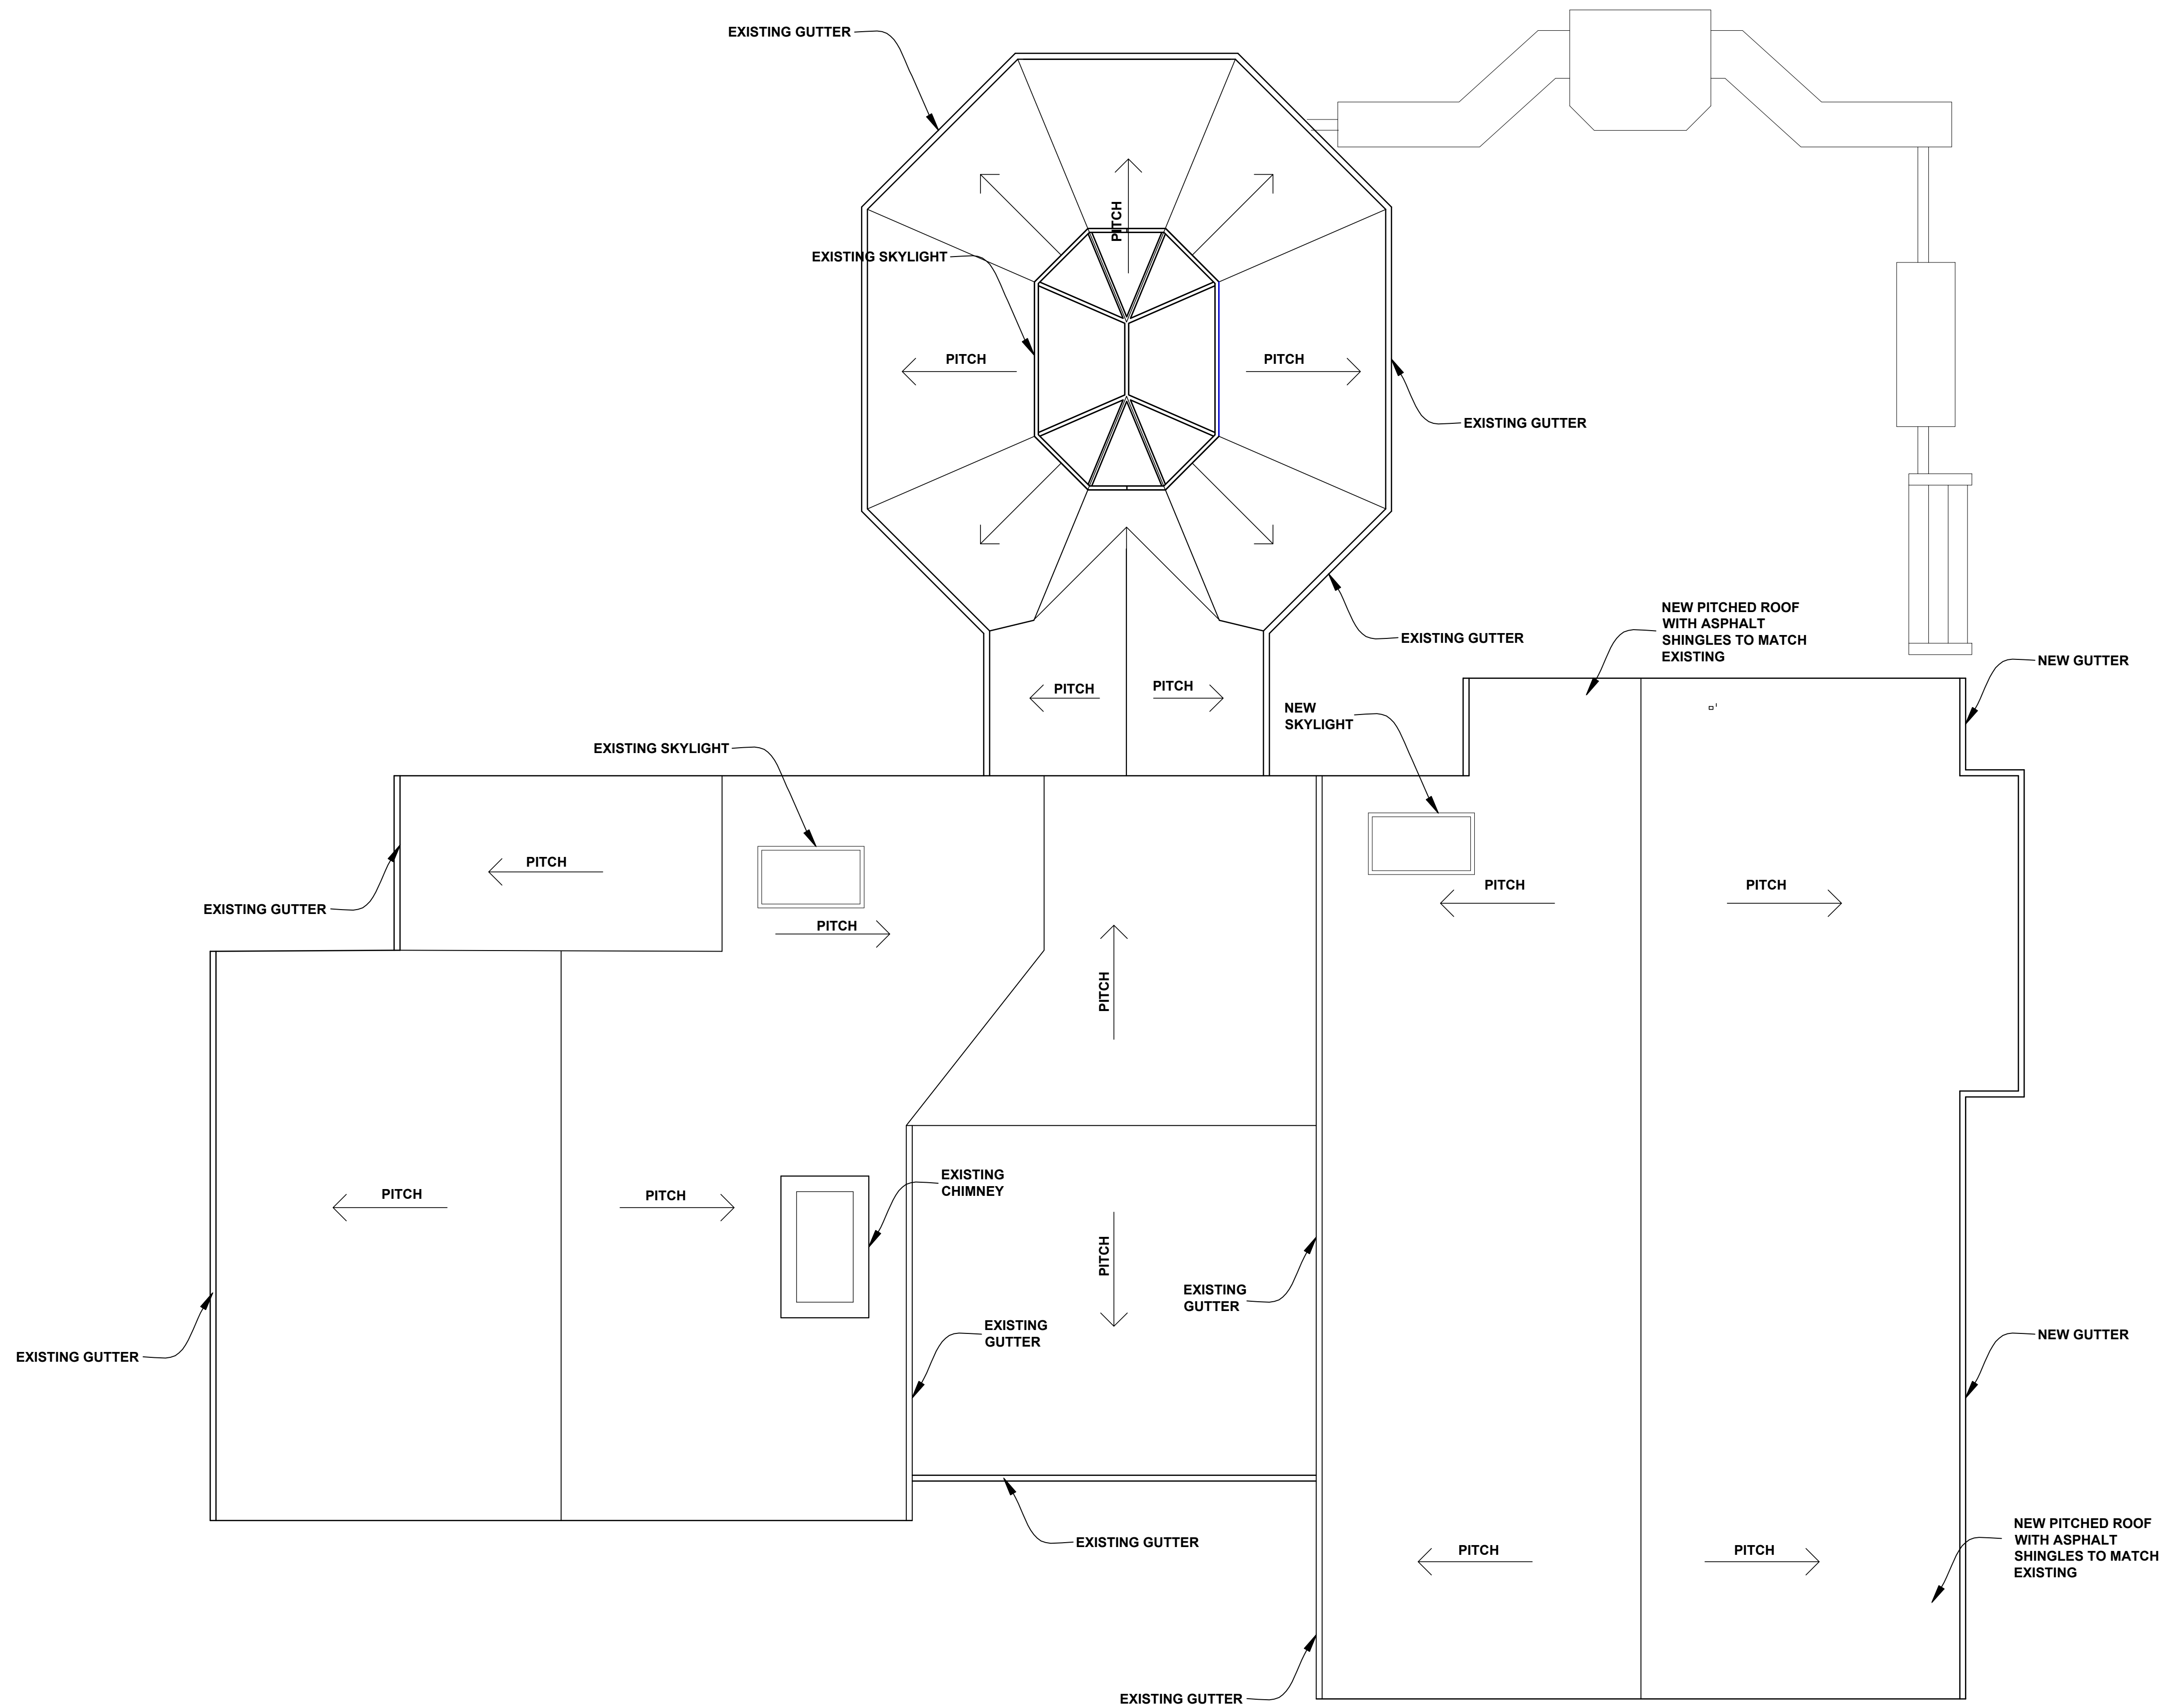 EXISTING GUTTER
PITCH
EXISTING SKYLIGHT
PITCH
PITCH
EXISTING GUTTER
NEW PITCHED ROOF
WITH ASPHALT
SHINGLES TO MATCH
EXISTING
EXISTING GUTTER
NEW GUTTER
PITCH
PITCH
NEW
SKYLIGHT
EXISTING SKYLIGHT
PITCH
EXISTING GUTTER
PITCH
PITCH
PITCH
PITCH
EXISTING
CHIMNEY
PITCH
PITCH
PITCH
EXISTING
GUTTER
EXISTING
GUTTER
EXISTING GUTTER
NEW GUTTER
EXISTING GUTTER
PITCH
PITCH
NEW PITCHED ROOF
WITH ASPHALT
SHINGLES TO MATCH
EXISTING
EXISTING GUTTER